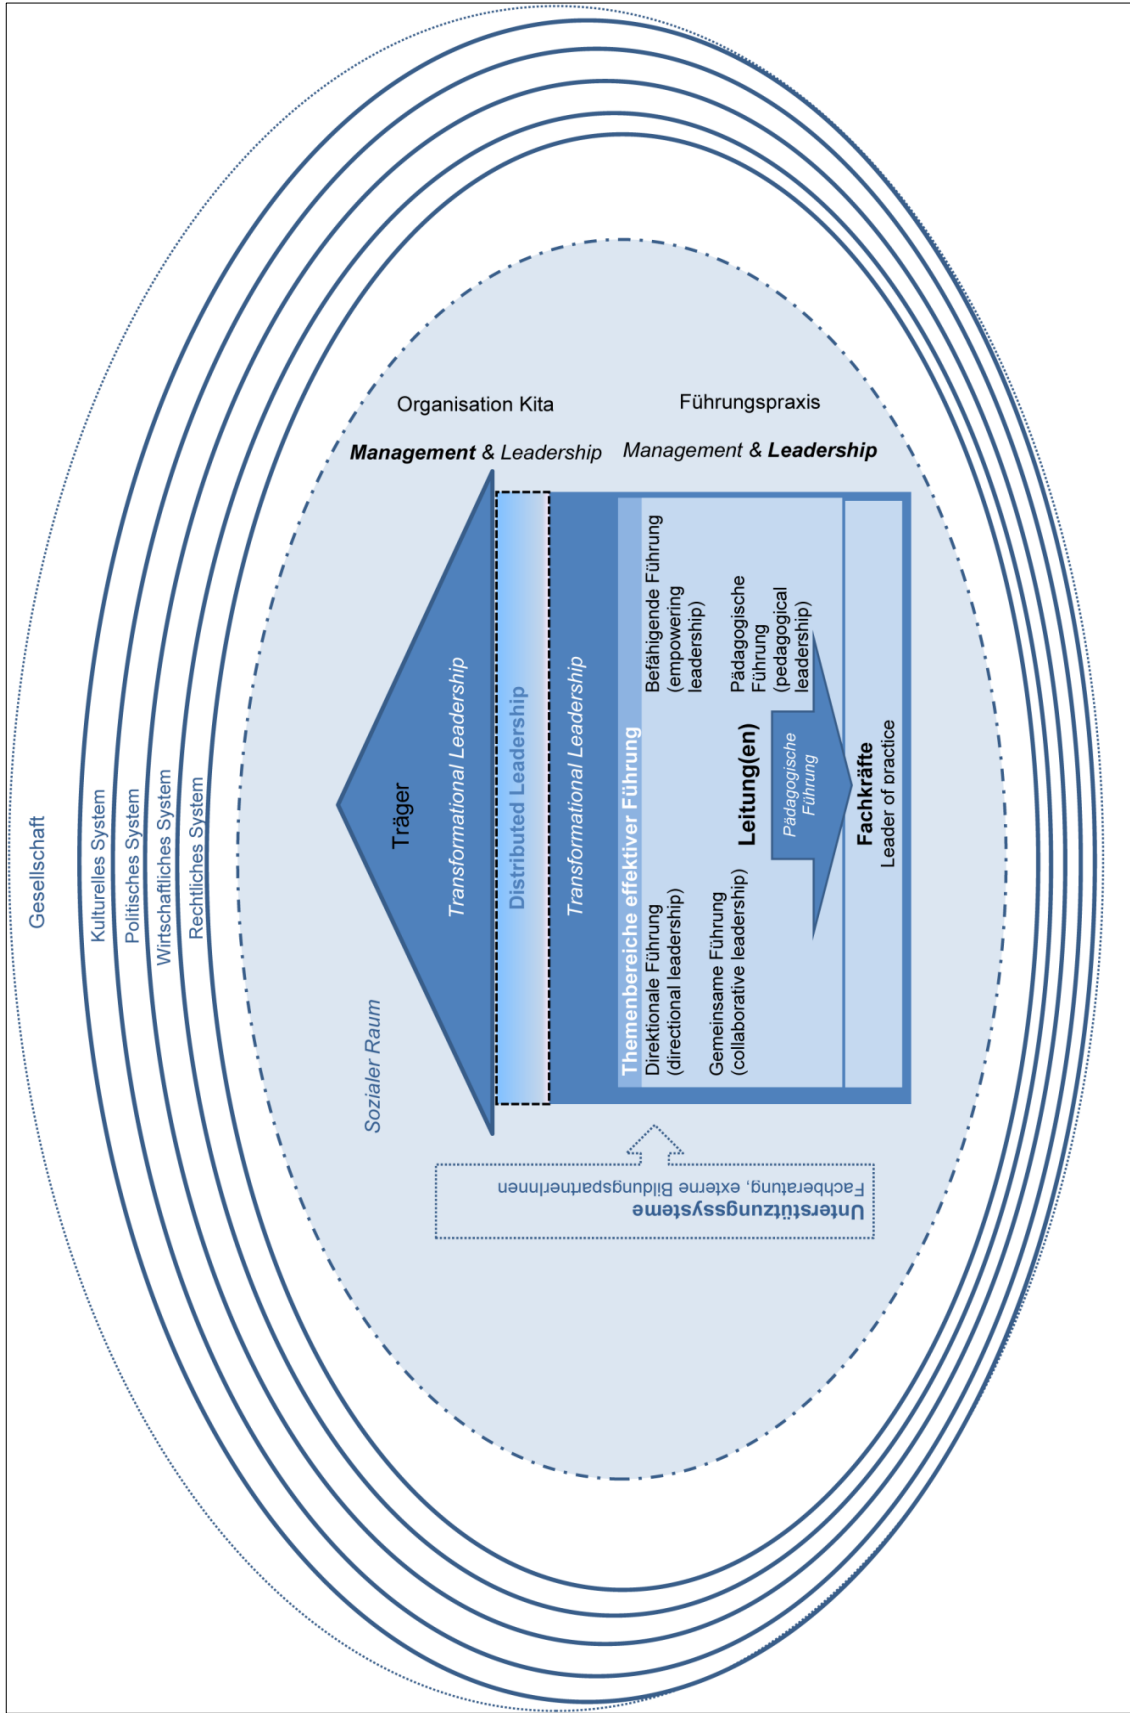 Gesellschaft
Kulturelles System
Politisches System
Wirtschaftliches System
Rechtliches System
Sozialer Raum
Träger
Transformational Leadership
Organisation Kita
Management & Leadership
Distributed Leadership
Transformational Leadership
Führungspraxis
Management & Leadership
Themenbereiche effektiver Führung
Direktionale Führung
(directional leadership)
Befähigende Führung
(empowering
leadership)
Gemeinsame Führung
(collaborative leadership)
Pädagogische
Führung
(pedagogical
leadership)
Leitung(en)
Pädagogische
Führung
Fachkräfte
Leader of practice
Unterstützungssysteme
Fachberatung, externe BildungspartnerInnen